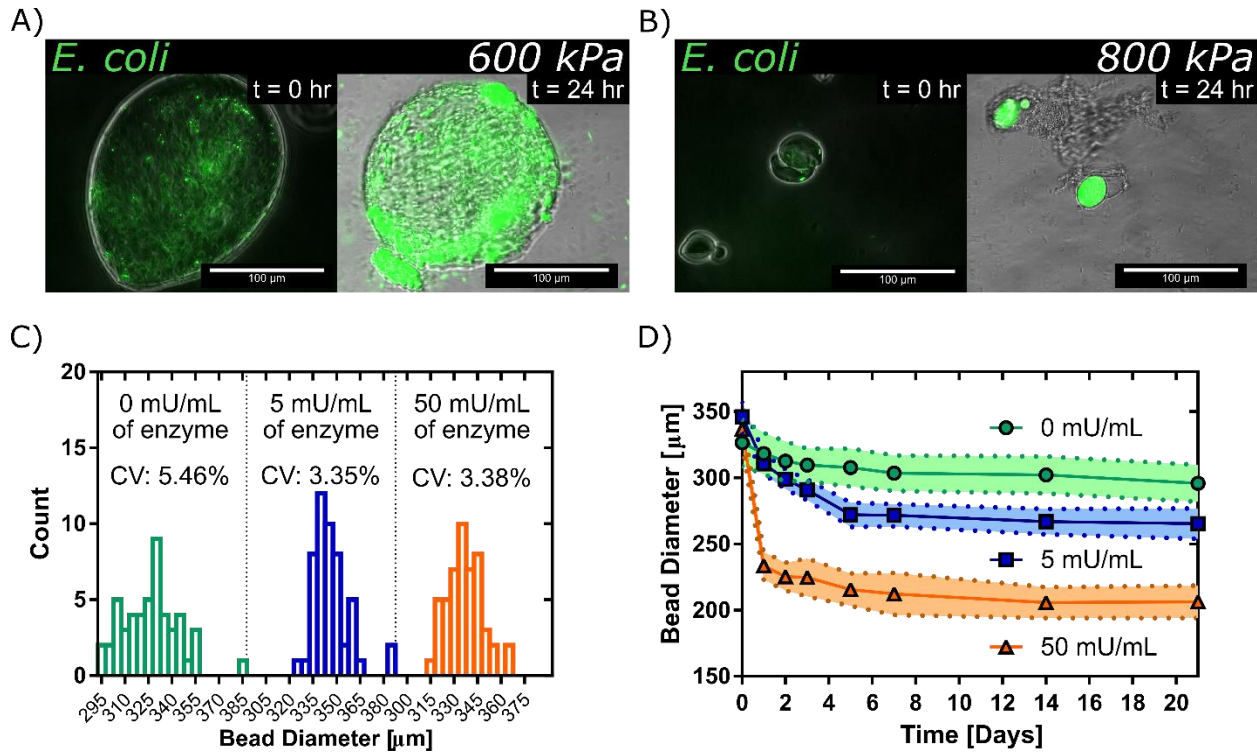 A)
E. coli
600 kPa
t = 0 hr
t = 24 hr
100 µm
100 µm
B)
E. coli
800 kPa
t = 0 hr
t = 24 hr
100 µm
100 µm
C)
20
15
10
5
0
Count
0 mU/mL
of enzyme
CV: 5.46%
5 mU/mL
of enzyme
CV: 3.35%
50 mU/mL
of enzyme
CV: 3.38%
295 310 325 340 355 370 385 305 320 335 350 365 380 300 315 330 345 360 375
Bead Diameter [µm]
D)
350
300
250
200
150
Bead Diameter [µm]
0 mU/mL
5 mU/mL
50 mU/mL
0 2 4 6 8 10 12 14 16 18 20
Time [Days]